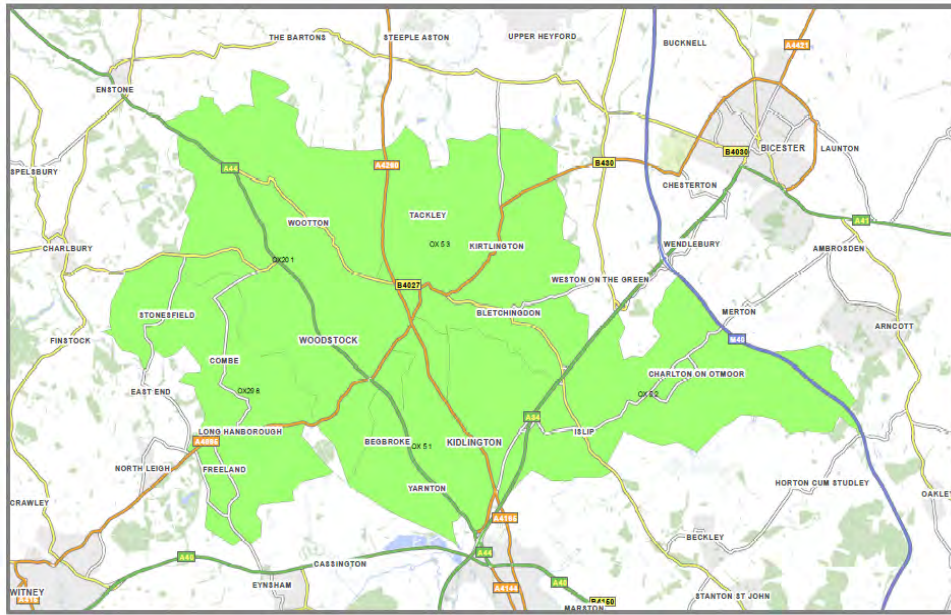 THE BARTONS
STEEPLE ASTON
UPPER HEYFORD
BUCKNELL
A4421
ENSTONE
B4030
BICESTER
LAUNTON
A44
A4260
B430
SPELSBURY
CHESTERTON
TACKLEY
WOOTTON
A41
OX5 3
KIRTLINGTON
WENDLEBURY
CHARLBURY
AMBROSDEN
OX20 1
WESTON ON THE GREEN
B4027
STONESFIELD
BLETCHINGDON
MERTON
ARNCOTT
FINSTOCK
WOODSTOCK
M40
COMBE
CHARLTON ON OTMOOR
EAST END
OX29 8
OX5 2
A34
LONG HANBOROUGH
ISLIP
A4095
BEGBROKE
OX5 1
KIDLINGTON
NORTH LEIGH
FREELAND
HORTON CUM STUDLEY
YARNTON
OAKLEY
CRAWLEY
A4165
BECKLEY
A40
A44
CASSINGTON
EYNSHAM
A40
WITNEY
A4144
STANTON ST JOHN
B4150
MARSTON